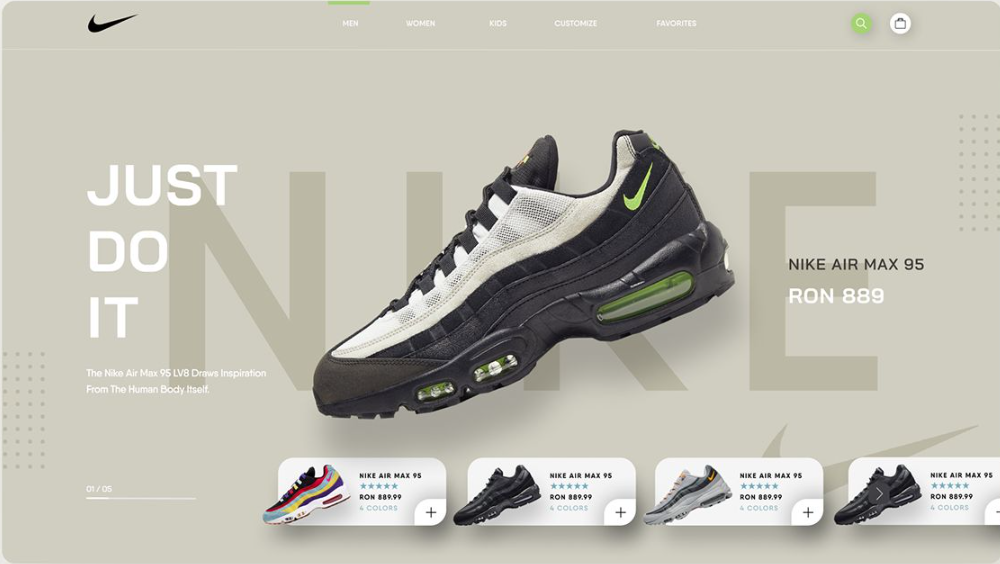 MEN
WOMEN
KIDS
CUSTOMIZE
FAVORITES
NIKE
JUST
DO
IT
The Nike Air Max 95 LV8 Draws Inspiration
From The Human Body Itself.
NIKE AIR MAX 95
RON 889
01 / 05
NIKE AIR MAX 95
RON 889.99
4 COLORS
+
NIKE AIR MAX 95
RON 889.99
4 COLORS
+
NIKE AIR MAX 95
RON 889.99
4 COLORS
+
NIKE AIR MAX 95
RON 889.99
4 COLORS